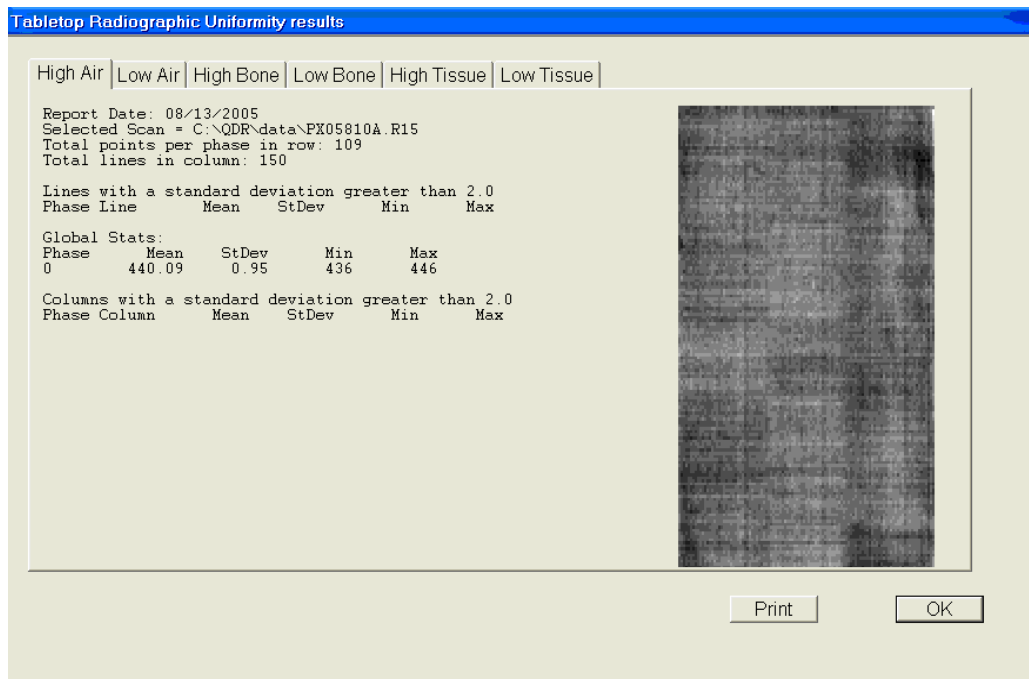 Tabletop Radiographic Uniformity results
High Air Low Air High Bone Low Bone High Tissue Low Tissue
Report Date: 08/13/2005
Selected Scan = C:\QDR\data\PX05810A.R15
Total points per phase in row: 109
Total lines in column: 150
Lines with a standard deviation greater than 2.0
Phase Line Mean StDev Min Max
Global Stats:
Phase Mean StDev Min Max
0 440.09 0.95 436 446
Columns with a standard deviation greater than 2.0
Phase Column Mean StDev Min Max
Print OK